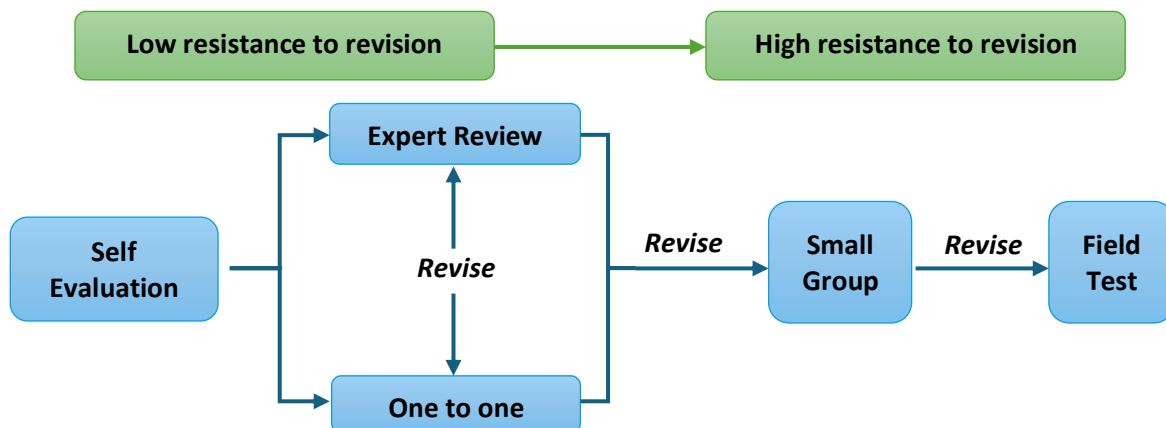 Low resistance to revision
High resistance to revision
Expert Review
Self
Evaluation
Revise
Revise
Small
Group
Revise
Field
Test
One to one